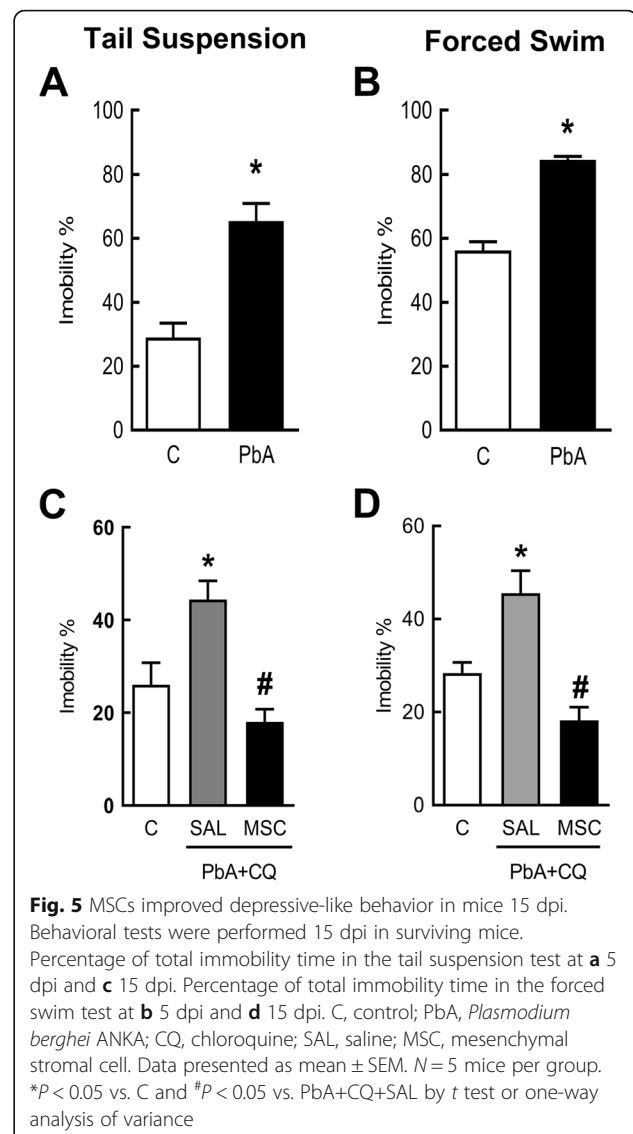 Tail Suspension
Forced Swim
A
B
100
80
60
40
20
0
Imobility %
*
C
PbA
100
80
60
40
20
0
Imobility %
*
C
PbA
C
D
60
40
20
0
Imobility %
*
#
C
SAL
MSC
PbA+CQ
60
40
20
0
Imobility %
*
#
C
SAL
MSC
PbA+CQ
Fig. 5 MSCs improved depressive-like behavior in mice 15 dpi.
Behavioral tests were performed 15 dpi in surviving mice.
Percentage of total immobility time in the tail suspension test at a 5
dpi and c 15 dpi. Percentage of total immobility time in the forced
swim test at b 5 dpi and d 15 dpi. C, control; PbA, Plasmodium
berghei ANKA; CQ, chloroquine; SAL, saline; MSC, mesenchymal
stromal cell. Data presented as mean ± SEM. N = 5 mice per group.
*P < 0.05 vs. C and #P < 0.05 vs. PbA+CQ+SAL by t test or one-way
analysis of variance